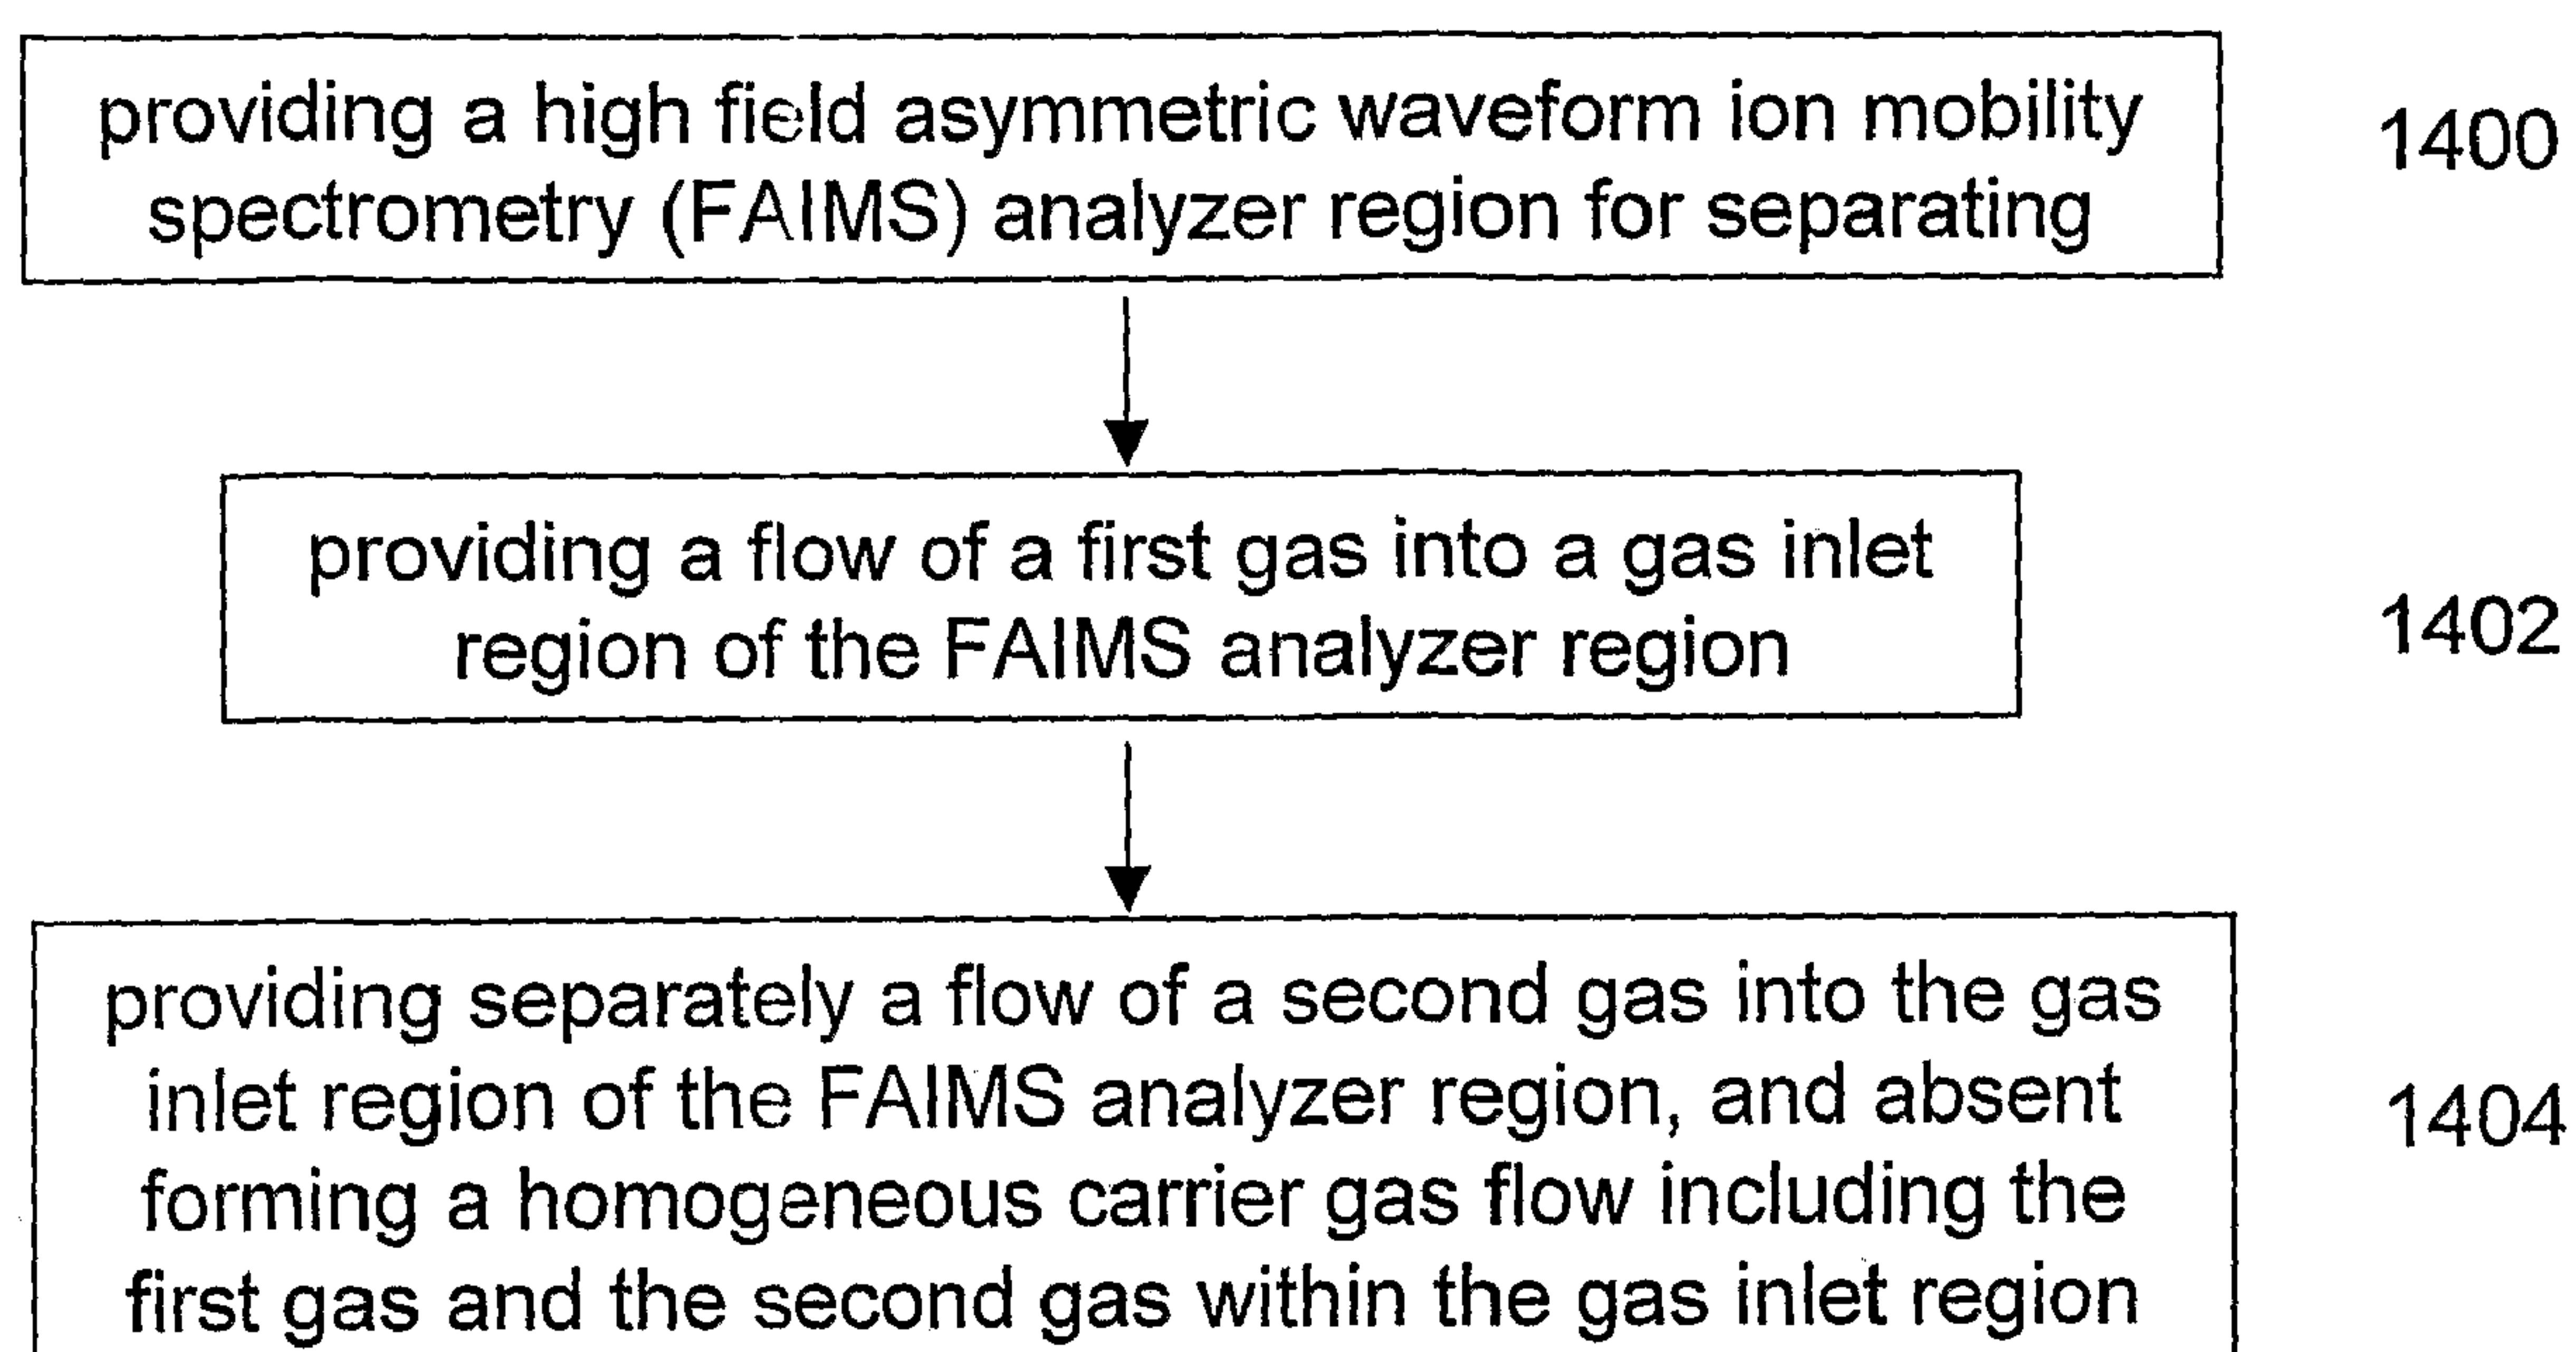 providing a high field asymmetric waveform ion mobility
spectrometry (FAIMS) analyzer region for separating
1400
providing a flow of a first gas into a gas inlet
region of the FAIMS analyzer region
1402
providing separately a flow of a second gas into the gas
inlet region of the FAIMS analyzer region, and absent
forming a homogeneous carrier gas flow including the
first gas and the second gas within the gas inlet region
1404